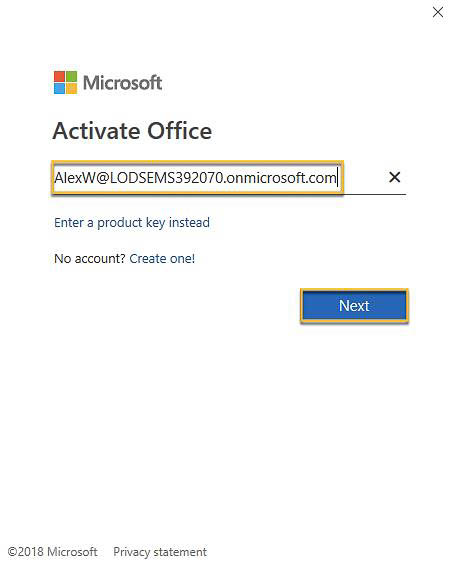 Microsoft
Activate Office
AlexW@LODSEMS392070.onmicrosoft.com
Enter a product key instead
No account? Create one!
Next
©2018 Microsoft Privacy statement